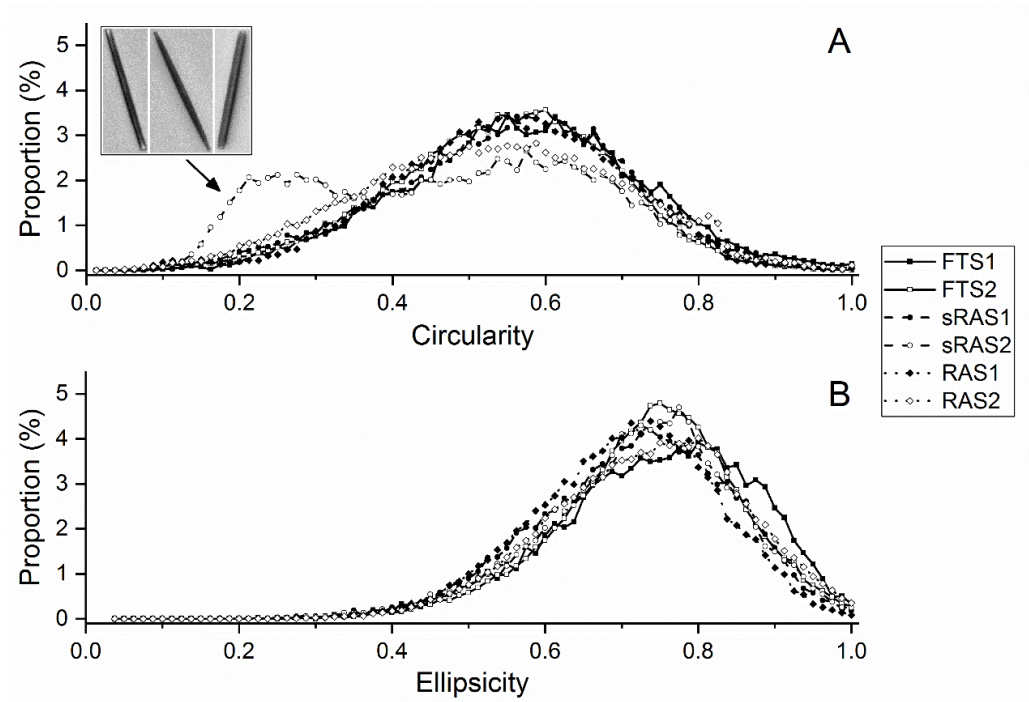 A
5
4
3
2
1
0
Proportion (%)
0.0 0.2 0.4 0.6 0.8 1.0
Circularity
FTS1
FTS2
sRAS1
sRAS2
RAS1
RAS2
B
5
4
3
2
1
0
Proportion (%)
0.0 0.2 0.4 0.6 0.8 1.0
Ellipsicity